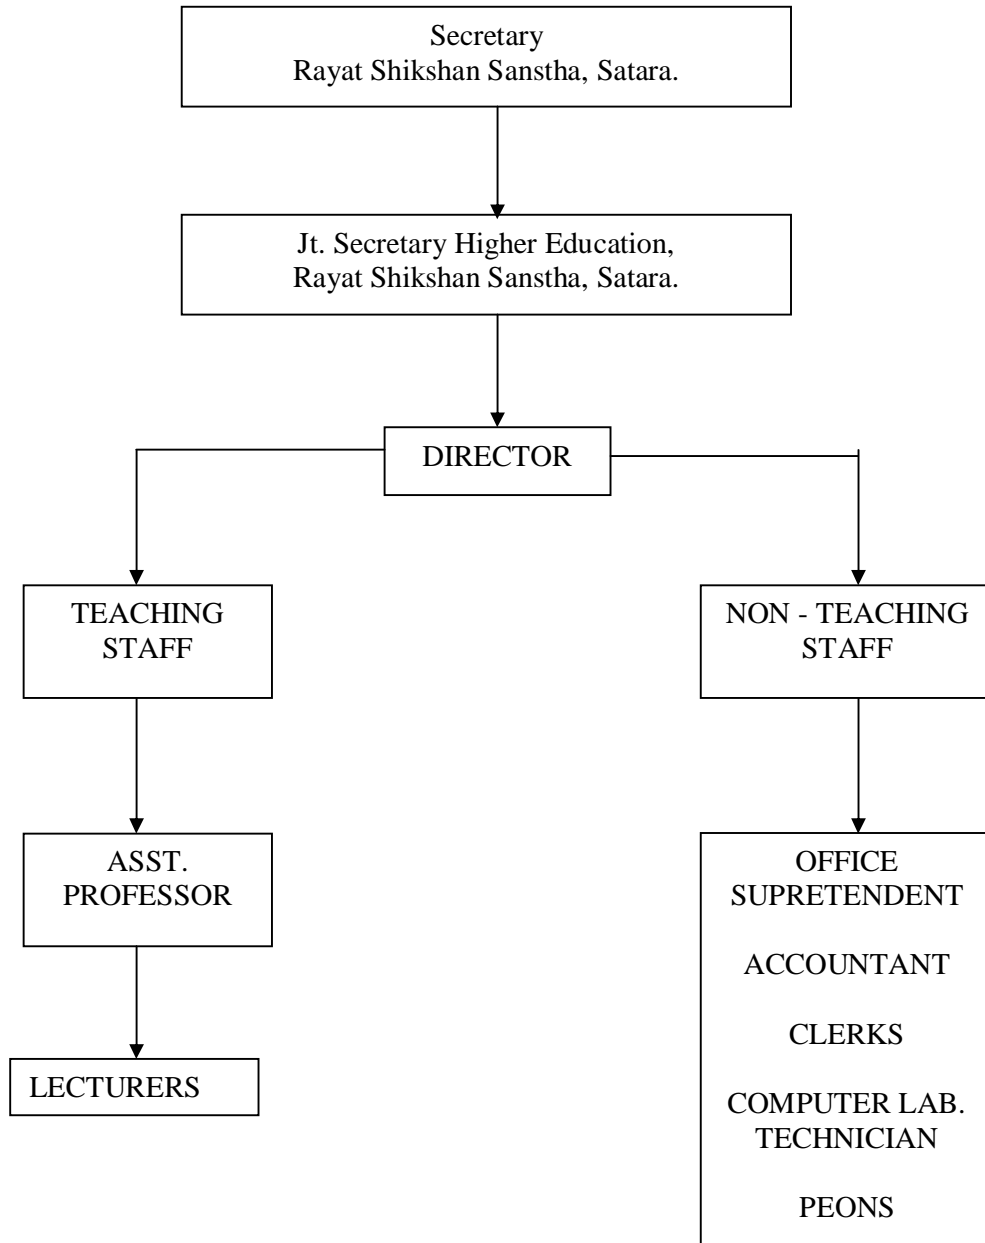 Secretary
Rayat Shikshan Sanstha, Satara.
Jt. Secretary Higher Education,
Rayat Shikshan Sanstha, Satara.
DIRECTOR
TEACHING
STAFF
NON - TEACHING
STAFF
ASST.
PROFESSOR
LECTURERS
OFFICE
SUPRETENDENT
ACCOUNTANT
CLERKS
COMPUTER LAB.
TECHNICIAN
PEONS